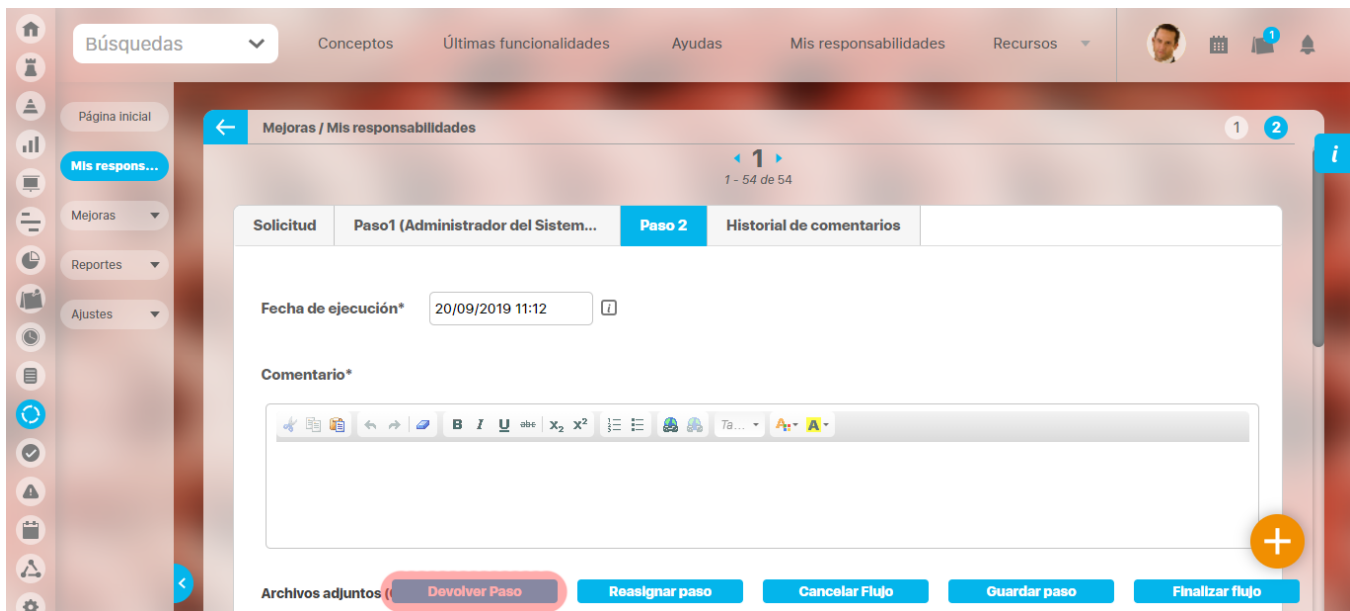 Búsquedas
Conceptos
Últimas funcionalidades
Ayudas
Mis responsabilidades
Recursos
1
Página inicial
Mis respons...
Mejoras
Reportes
Ajustes
Mejoras / Mis responsabilidades
1 2
i
1
1 - 54 de 54
Solicitud
Paso1 (Administrador del Sistem...
Paso 2
Historial de comentarios
Fecha de ejecución*
20/09/2019 11:12
i
Comentario*
B I U abc x₂ x² Ta... A A
Archivos adjuntos
Devolver Paso
Reasignar paso
Cancelar Flujo
Guardar paso
Finalizar flujo